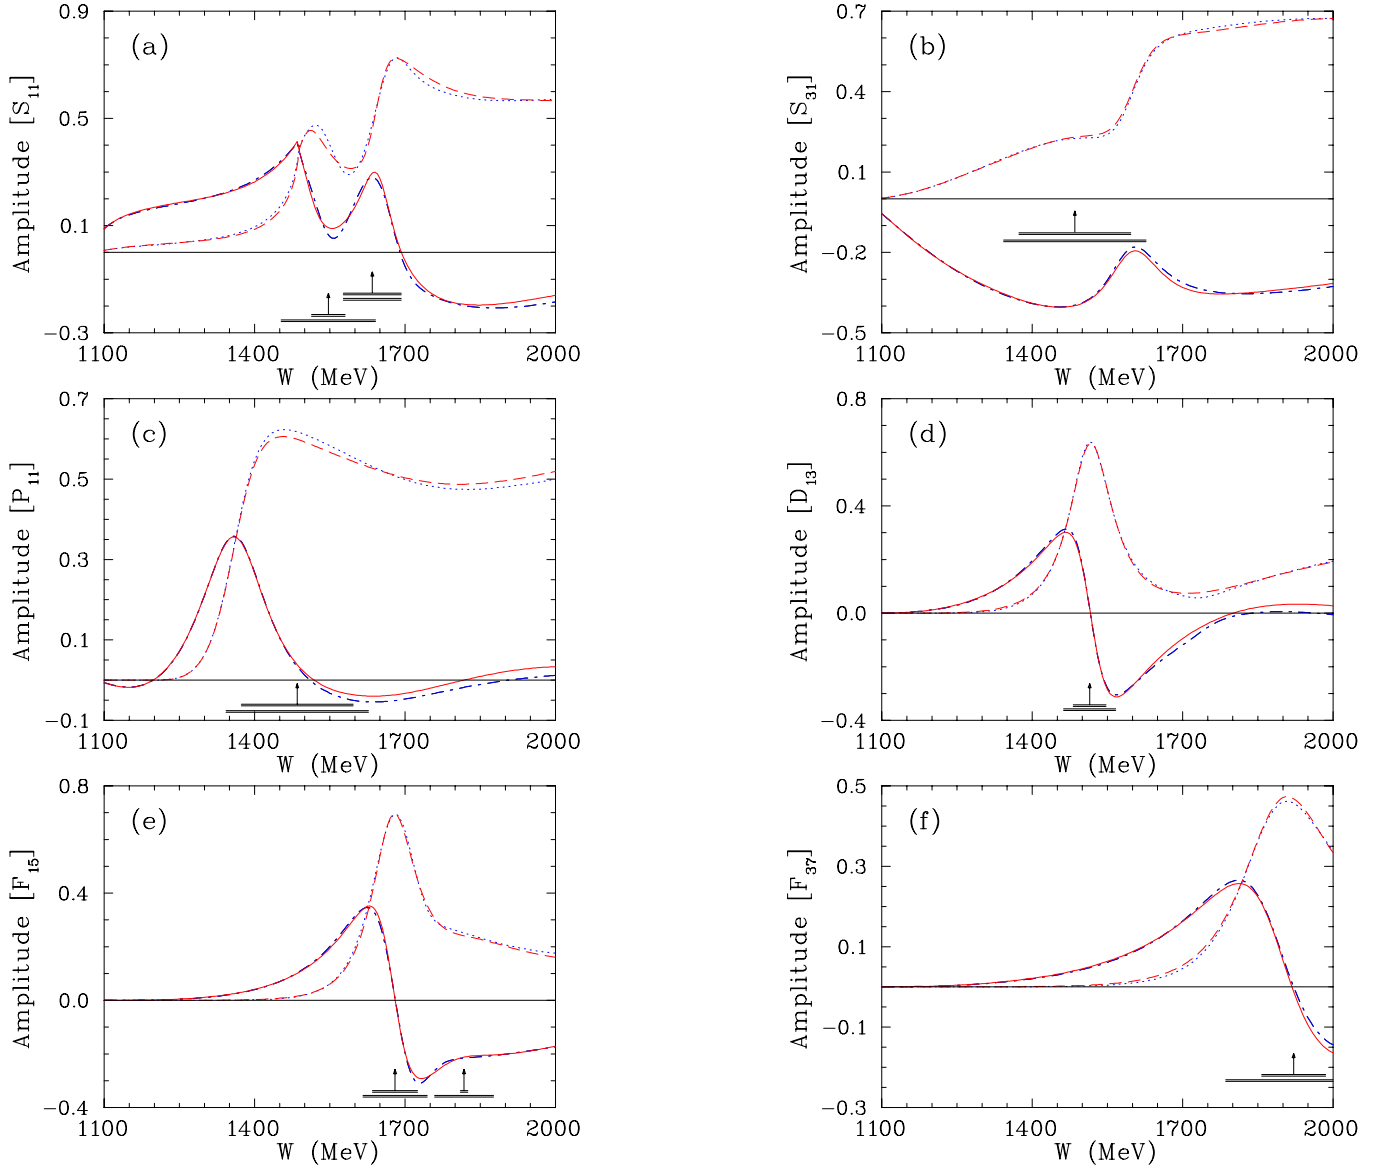 0.9
0.5
0.1
−0.3
(a)
Amplitude [S11]
1100 1400 1700 2000
W (MeV)
0.7
0.4
0.1
−0.2
−0.5
(b)
Amplitude [S31]
1100 1400 1700 2000
W (MeV)
0.7
0.5
0.3
0.1
−0.1
(c)
Amplitude [P11]
1100 1400 1700 2000
W (MeV)
0.8
0.4
0.0
−0.4
(d)
Amplitude [D13]
1100 1400 1700 2000
W (MeV)
0.8
0.4
0.0
−0.4
(e)
Amplitude [F15]
1100 1400 1700 2000
W (MeV)
0.5
0.3
0.1
−0.1
−0.3
(f)
Amplitude [F37]
1100 1400 1700 2000
W (MeV)